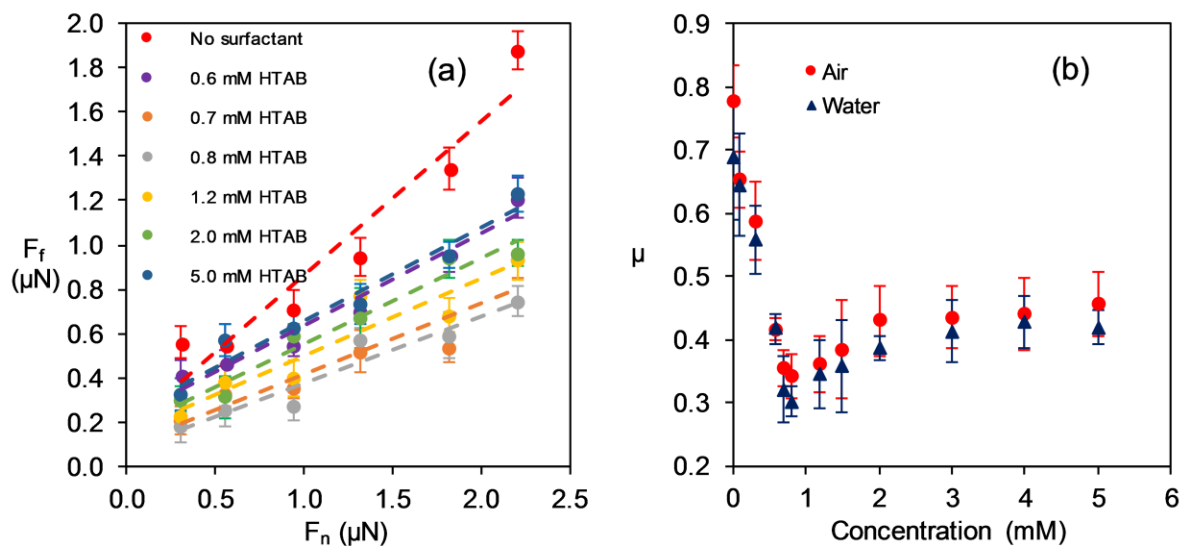 2.0
1.8
1.6
1.4
1.2
1.0
0.8
0.6
0.4
0.2
0.0
F_f
(µN)
No surfactant
0.6 mM HTAB
0.7 mM HTAB
0.8 mM HTAB
1.2 mM HTAB
2.0 mM HTAB
5.0 mM HTAB
(a)
0.0 0.5 1.0 1.5 2.0 2.5
F_n (µN)
0.9
0.8
0.7
0.6
0.5
0.4
0.3
0.2
µ
Air
Water
(b)
0 1 2 3 4 5 6
Concentration (mM)